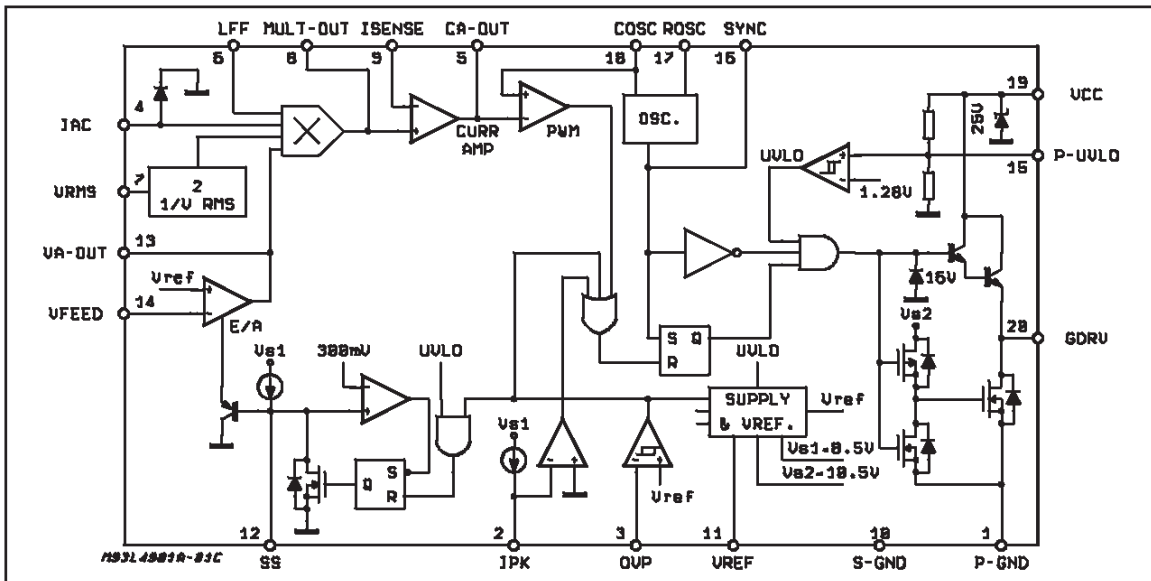 LFF MULT-OUT ISENSE CA-OUT COSC ROSC SYNC
6 8 9 5 18 17 16
19
VCC
4
25V
IAC
OSC.
CURR
AMP
PWM
UVLO
P-UVLO
15
7
VRMS
2
1/V RMS
1.28V
13
VA-OUT
Vref
14
VFEED
E/A
15V
Vs2
20
GDRV
Vs1
300mV
UVLO
S Q
R
UVLO
SUPPLY
& VREF.
Vref
Vs1
Vs1-8.5V
Vs2-10.5V
Q S
R
Vref
12 2 3 11 10 1
M93L4981A-01C
SS IPK OVP VREF S-GND P-GND